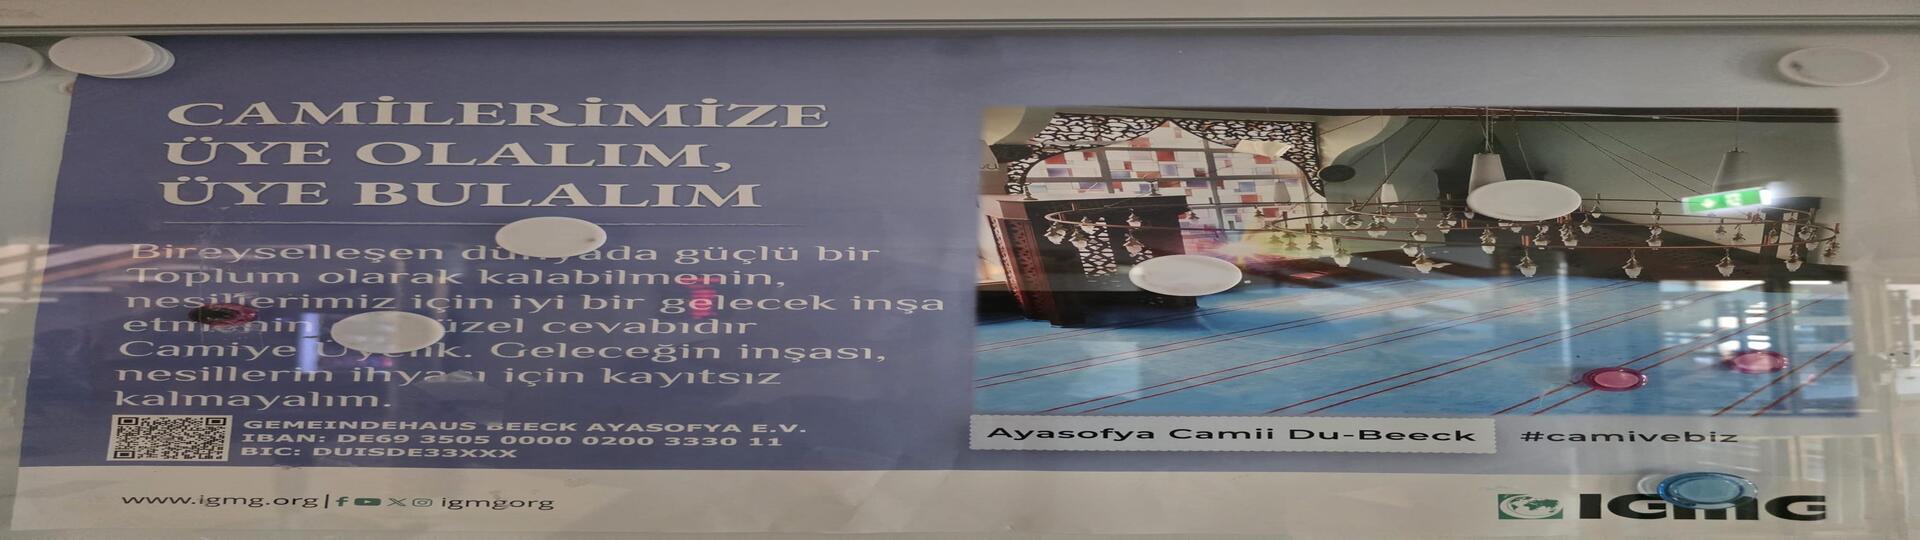 CAMİLERİMİZE
ÜYE OLALIM,
ÜYE BULALIM
Bireyselleşen güçlü bir
Toplum olarak kalabilmenin,
nesillerimiz için iyi bir gelecek inşa
cevabıdır
Camiye Üyelik. Geleceğin inşası,
nesillerin ihyası için kayıtsız
kalmayalım.
GEMEINDEHAUS BEECK AYASOFYA E.V.
IBAN: DE69 3505 0000 0200 3330 11
BIC: DUISDE33XXX
Ayasofya Camii Du-Beeck
#camivebiz
www.igmg.org | igmgorg
IGMG